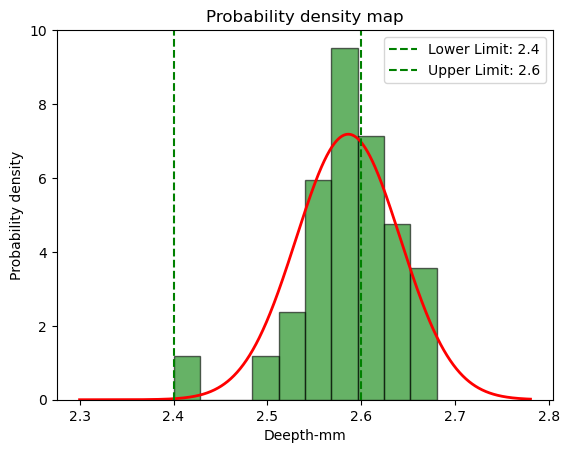 Probability density map
Lower Limit: 2.4
Upper Limit: 2.6
Probability density
10
8
6
4
2
0
2.3 2.4 2.5 2.6 2.7 2.8
Deepth-mm